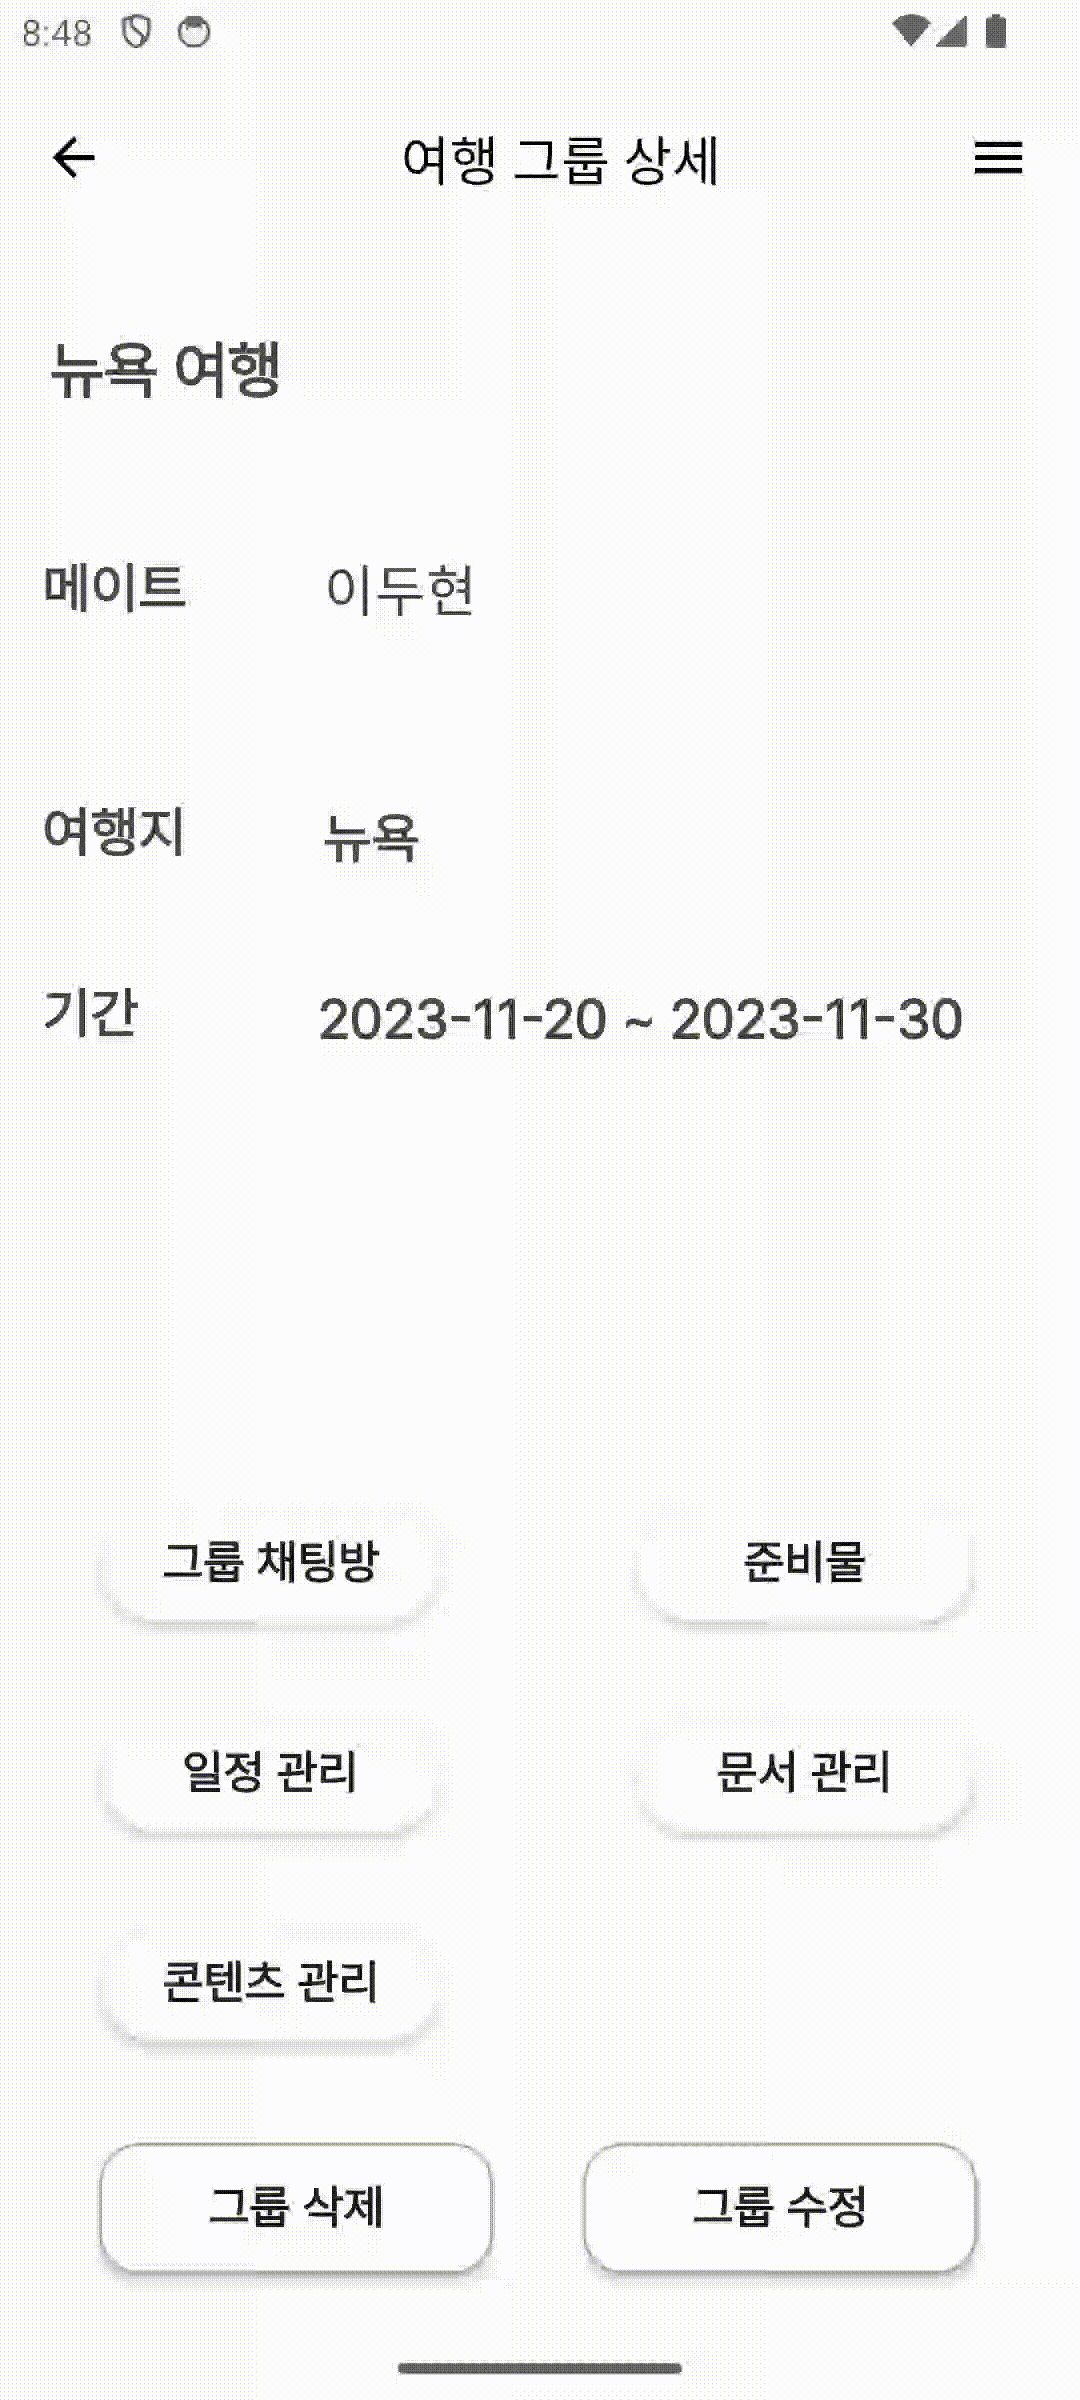 8:48
여행 그룹 상세
뉴욕 여행
메이트 이두현
여행지 뉴욕
기간 2023-11-20 ~ 2023-11-30
그룹 채팅방 준비물
일정 관리 문서 관리
콘텐츠 관리
그룹 삭제 그룹 수정